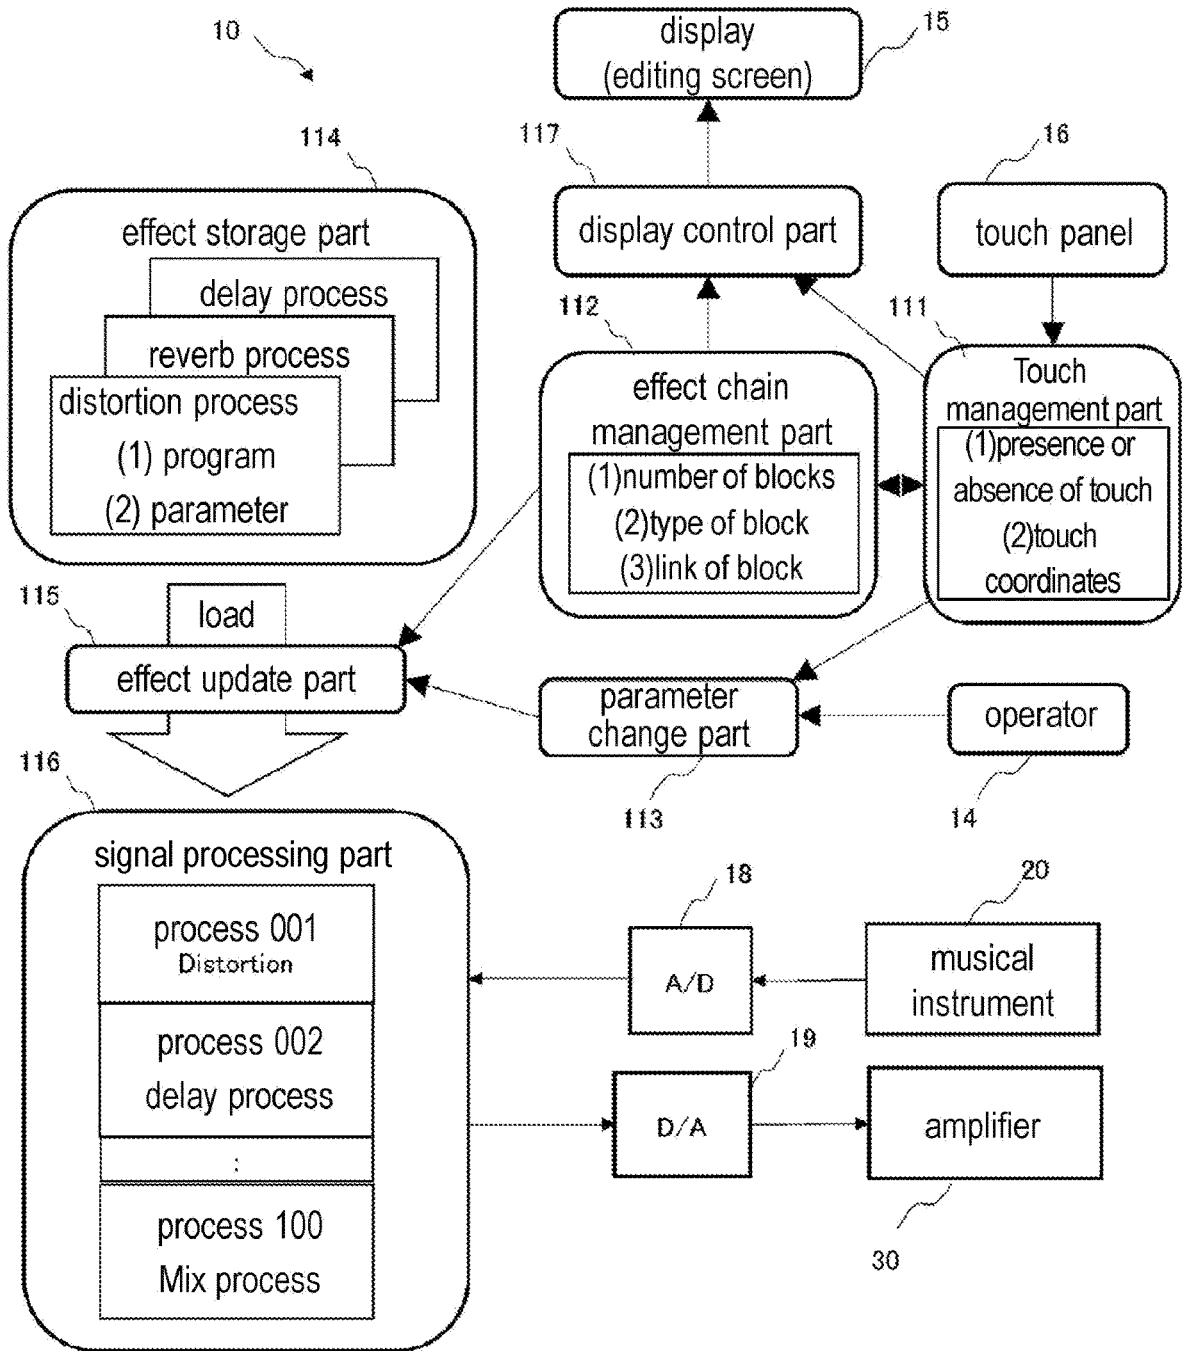 10
display
(editing screen)
15
114
117
16
effect storage part
delay process
reverb process
distortion process
(1) program
(2) parameter
display control part
touch panel
112
111
effect chain
management part
(1)number of blocks
(2)type of block
(3)link of block
Touch
management part
(1)presence or
absence of touch
(2)touch
coordinates
115
load
effect update part
parameter
change part
113
operator
14
116
signal processing part
process 001
Distortion
process 002
delay process
:
process 100
Mix process
18
A/D
20
musical
instrument
19
D/A
amplifier
30